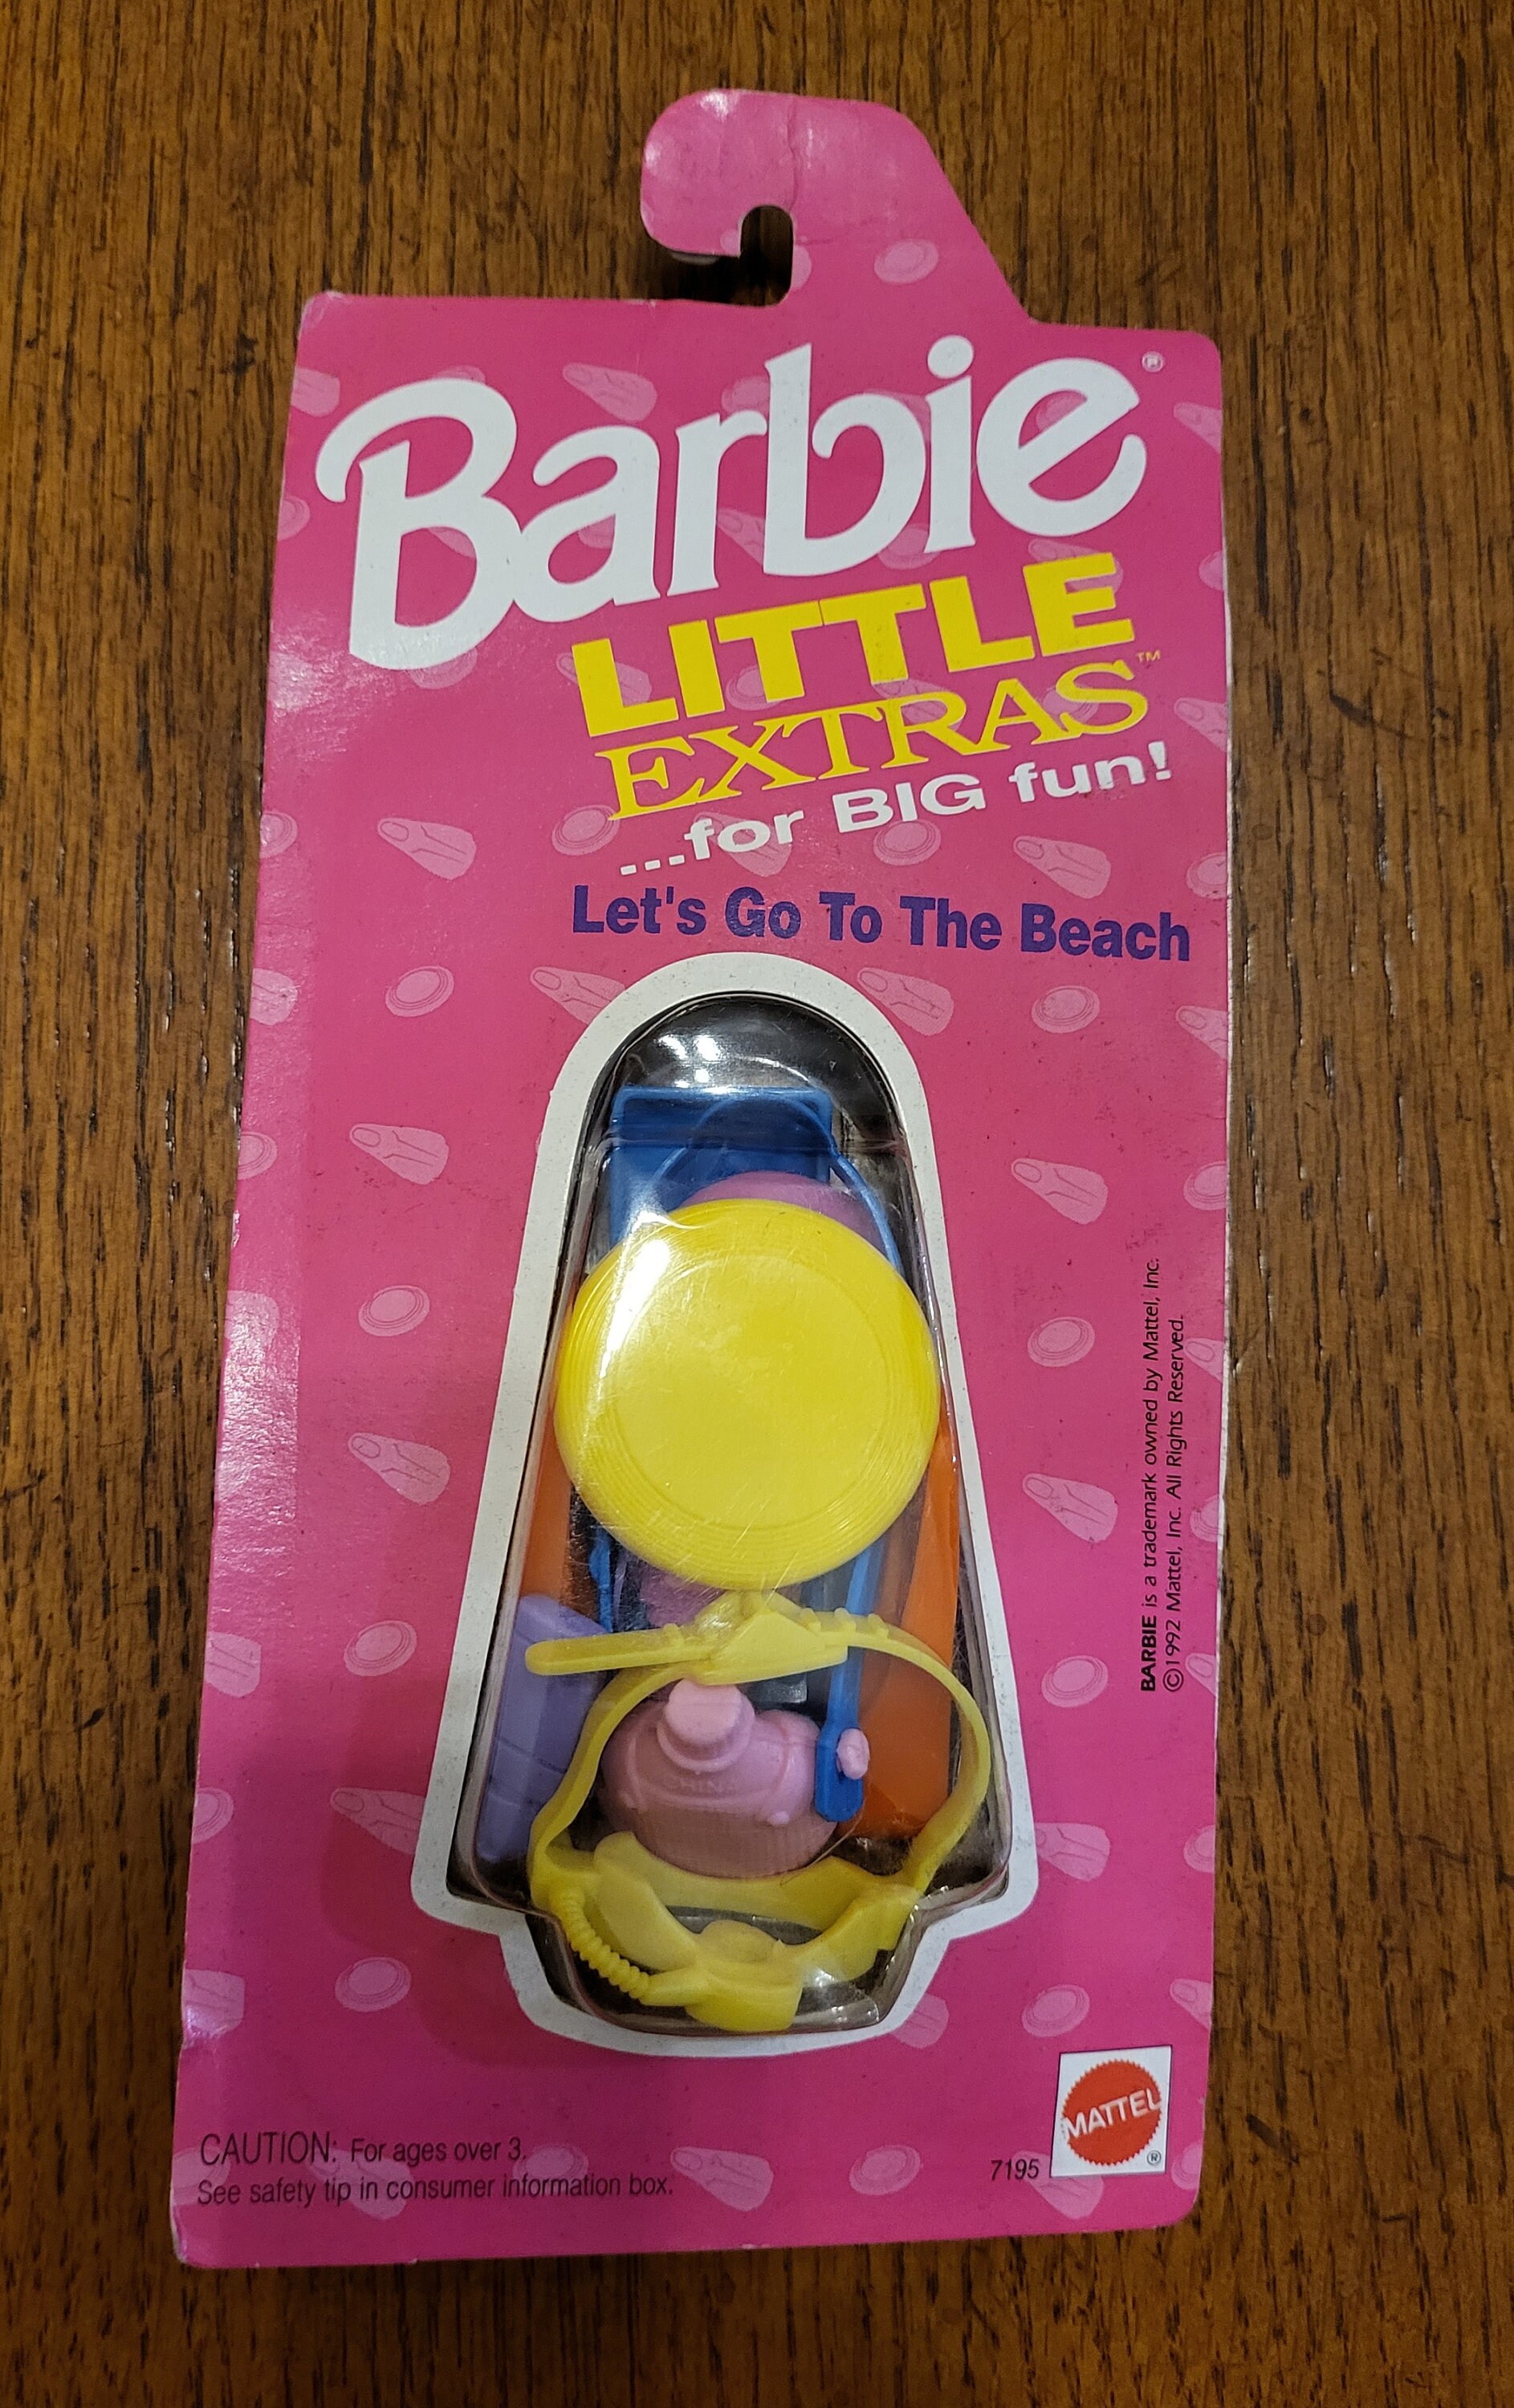 Barbie®
LITTLE
EXTRAS™
...for BIG fun!
Let's Go To The Beach
CHINA
BARBIE is a trademark owned by Mattel, Inc.
©1992 Mattel, Inc. All Rights Reserved.
CAUTION: For ages over 3.
See safety tip in consumer information box.
7195
MATTEL®